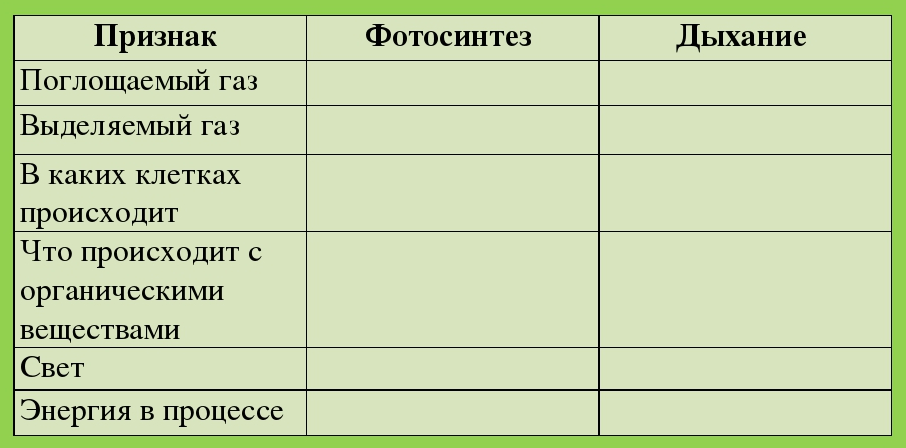 Признак Фотосинтез Дыхание
Поглощаемый газ
Выделяемый газ
В каких клетках
происходит
Что происходит с
органическими
веществами
Свет
Энергия в процессе